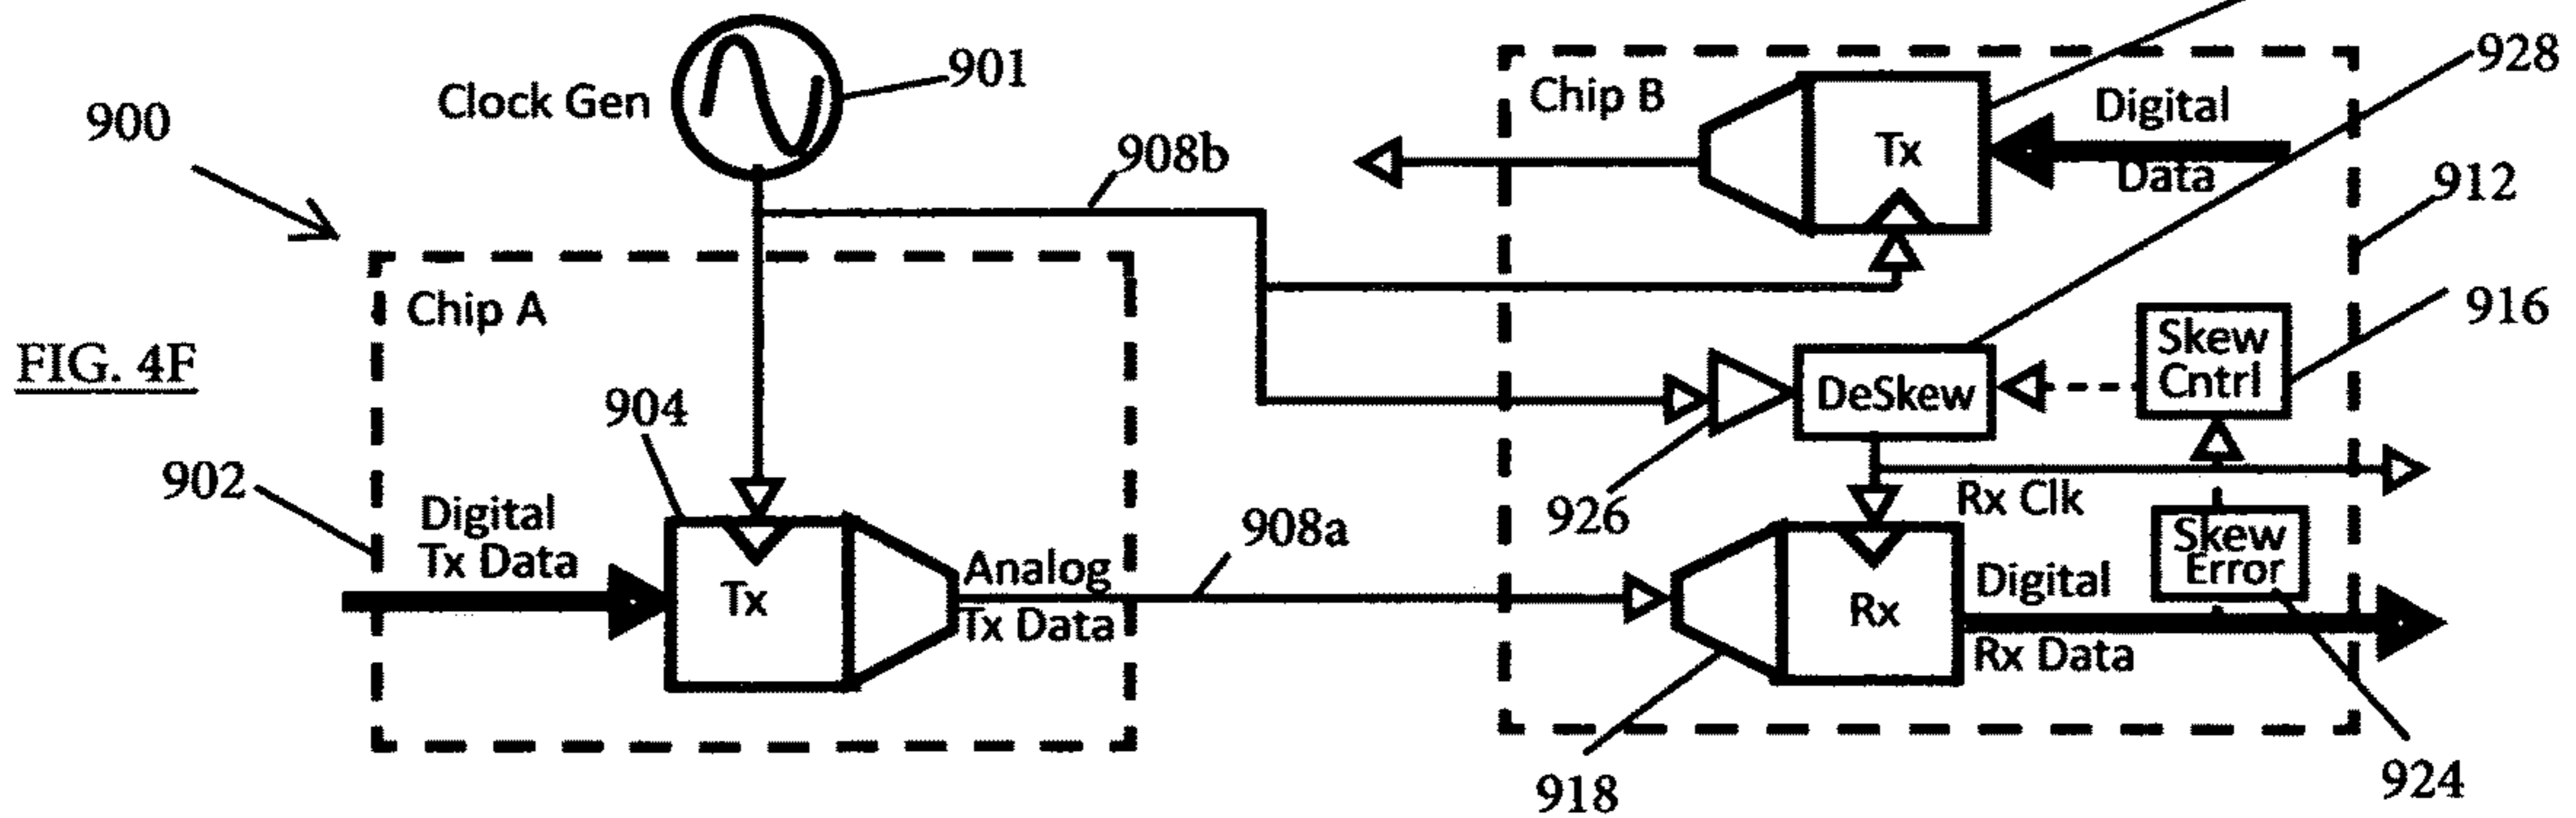 901
Clock Gen
900
908b
Chip A
FIG. 4F
904
902
Digital
Tx Data
Tx
Analog
Tx Data
908a
Chip B
Tx
Digital
Data
928
912
916
Skew
Cntrl
DeSkew
926
Rx Clk
Skew
Error
Rx
Digital
Rx Data
918
924